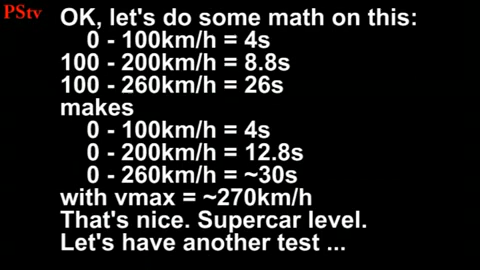 PStv
OK, let's do some math on this:
0 - 100km/h = 4s
100 - 200km/h = 8.8s
100 - 260km/h = 26s
makes
0 - 100km/h = 4s
0 - 200km/h = 12.8s
0 - 260km/h = ~30s
with vmax = ~270km/h
That's nice. Supercar level.
Let's have another test ...